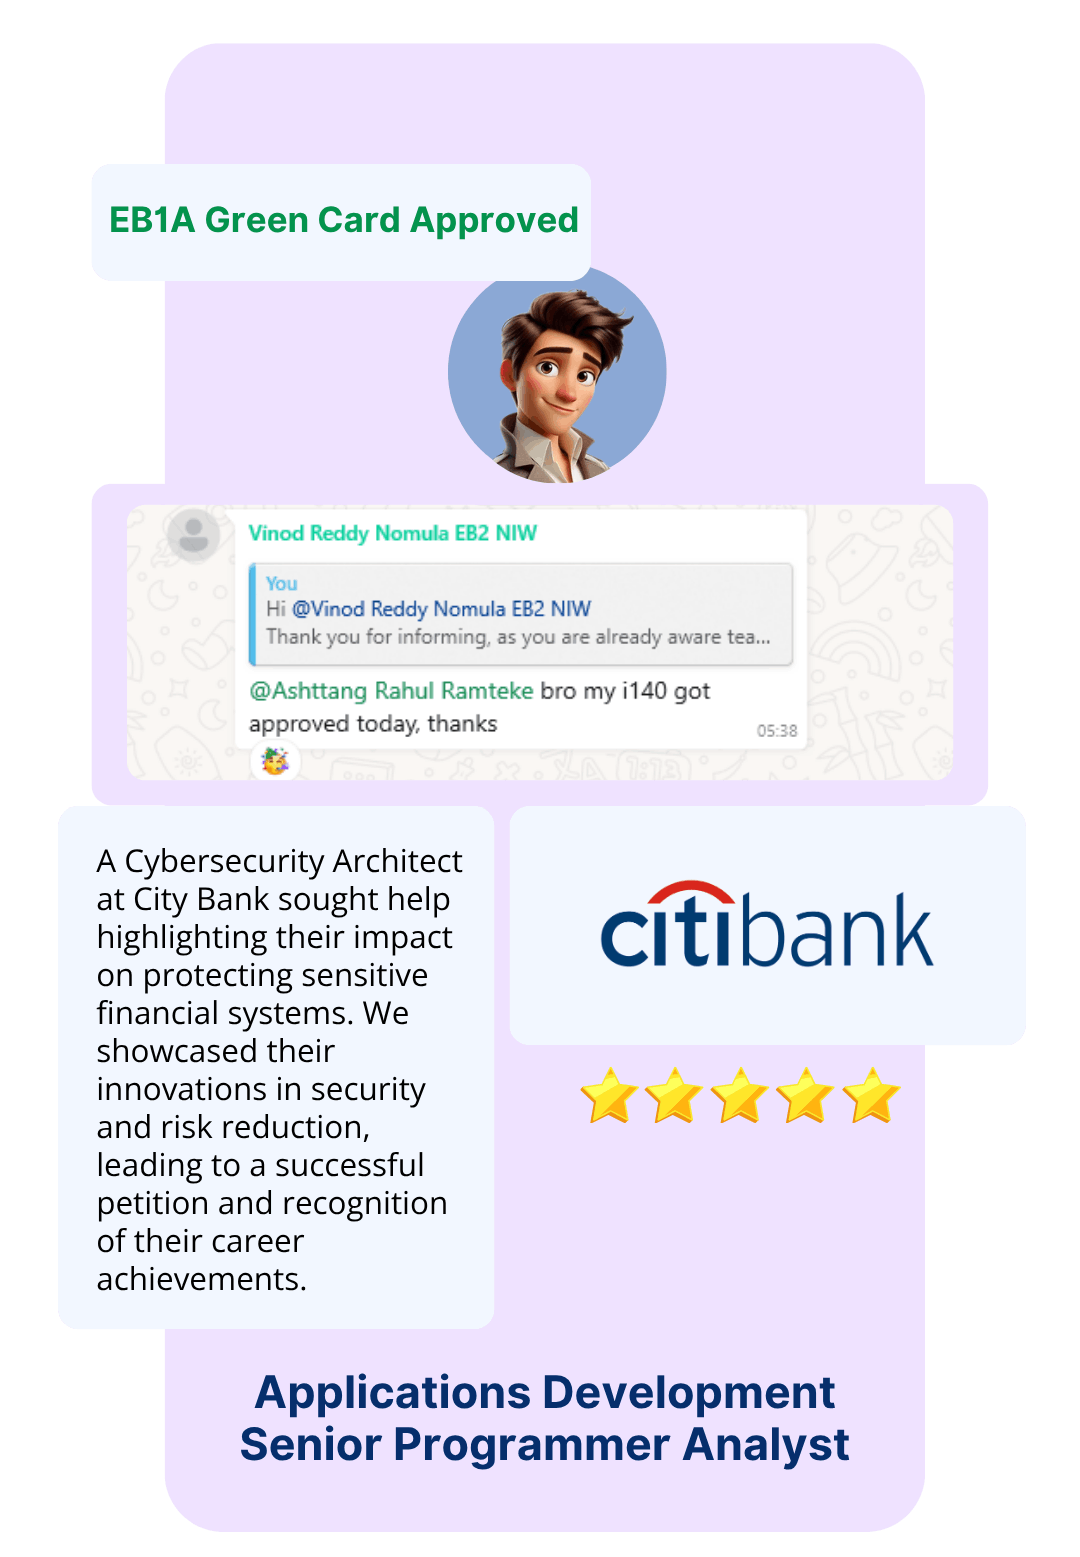 EB1A Green Card Approved
Vinod Reddy Nomula EB2 NIW
You
Hi @Vinod Reddy Nomula EB2 NIW
Thank you for informing, as you are already aware tea...
@Ashttang Rahul Ramteke bro my i140 got
approved today, thanks
05:38
A Cybersecurity Architect
at City Bank sought help
highlighting their impact
on protecting sensitive
financial systems. We
showcased their
innovations in security
and risk reduction,
leading to a successful
petition and recognition
of their career
achievements.
citibank
Applications Development
Senior Programmer Analyst